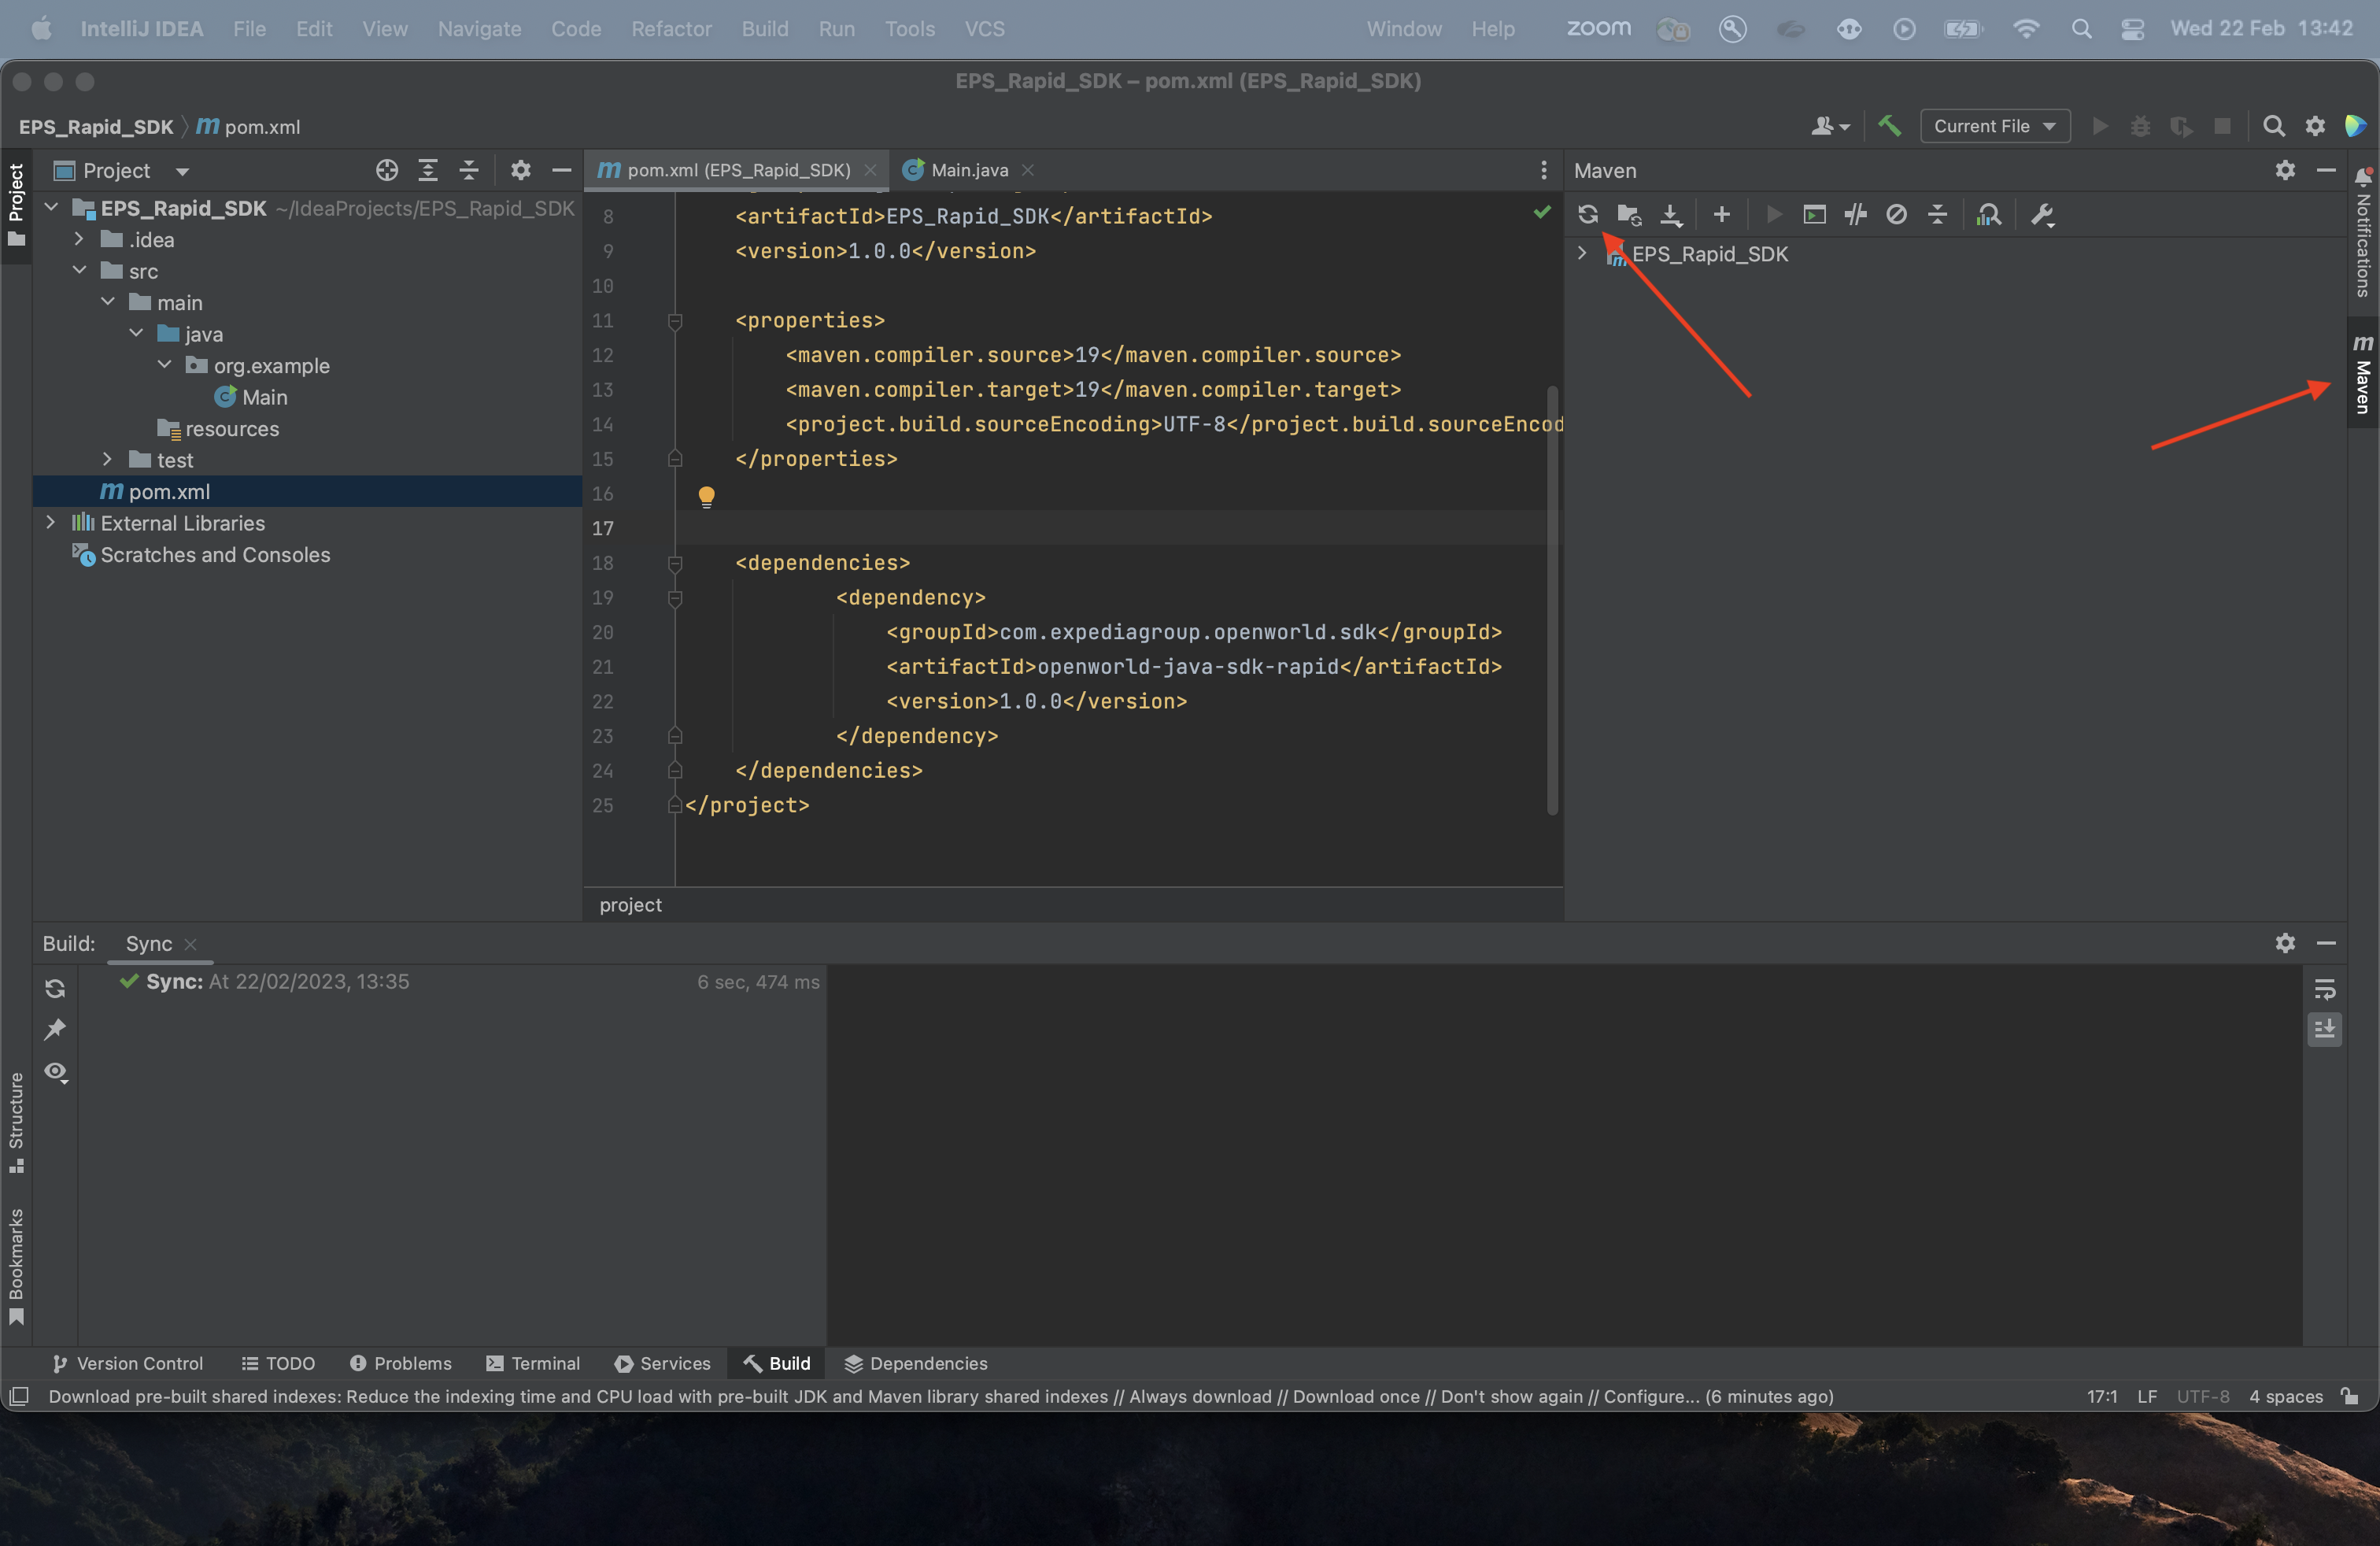 IntelliJ IDEA File Edit View Navigate Code Refactor Build Run Tools VCS Window Help zoom Wed 22 Feb 13:42
EPS_Rapid_SDK – pom.xml (EPS_Rapid_SDK)
EPS_Rapid_SDK m pom.xml Current File
Project
Project
pom.xml (EPS_Rapid_SDK)
Main.java
Maven
EPS_Rapid_SDK ~/IdeaProjects/EPS_Rapid_SDK
.idea
src
main
java
org.example
Main
resources
test
pom.xml
External Libraries
Scratches and Consoles
8 <artifactId>EPS_Rapid_SDK</artifactId>
9 <version>1.0.0</version>
10
11 <properties>
12 <maven.compiler.source>19</maven.compiler.source>
13 <maven.compiler.target>19</maven.compiler.target>
14 <project.build.sourceEncoding>UTF-8</project.build.sourceEncod
15 </properties>
16
17
18 <dependencies>
19 <dependency>
20 <groupId>com.expediagroup.openworld.sdk</groupId>
21 <artifactId>openworld-java-sdk-rapid</artifactId>
22 <version>1.0.0</version>
23 </dependency>
24 </dependencies>
25 </project>
project
EPS_Rapid_SDK
Notifications
m Maven
Build: Sync
Sync: At 22/02/2023, 13:35 6 sec, 474 ms
Structure
Bookmarks
Version Control TODO Problems Terminal Services Build Dependencies
Download pre-built shared indexes: Reduce the indexing time and CPU load with pre-built JDK and Maven library shared indexes // Always download // Download once // Don't show again // Configure... (6 minutes ago) 17:1 LF UTF-8 4 spaces